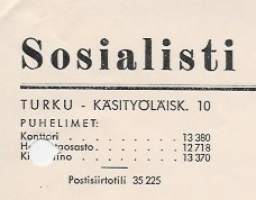 Sosialisti
TURKU - KÄSITYÖLÄISK. 10
PUHELIMET:
Konttori . . . . . . 13 380
. . . 12 718
. . . . 13 370
Postisiirtotili 35 225